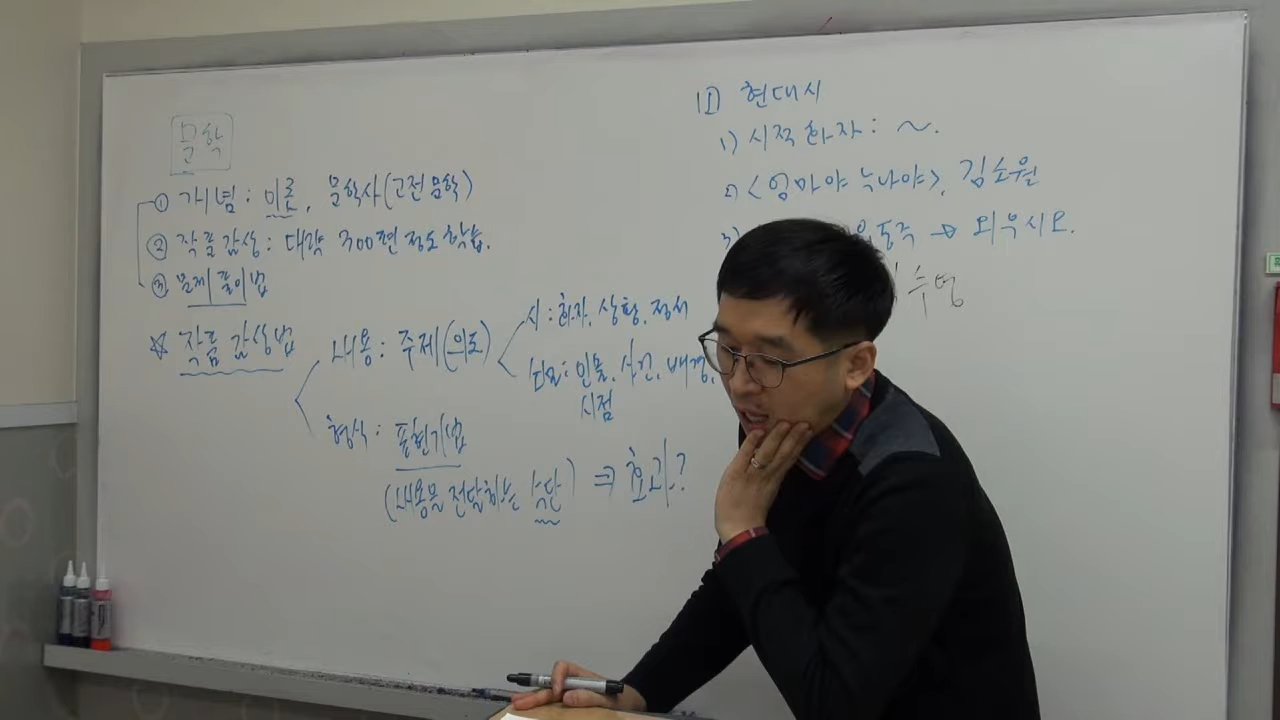 문학
① 개념 : 이론, 문학사(고전문학)
② 작품감상 : 대략 300편 정도 학습.
③ 문제풀이법
☆ 작품 감상법
내용 : 주제(의도)
시 : 화자, 상황, 정서
소설 : 인물, 사건, 배경,
시점
형식 : 표현기법
(내용을 전달하는 수단) ⇒ 효과?
현대시
1) 시적화자 : ~.
2) <엄마야 누나야>, 김소월
3) 윤동주 → 외우시오.